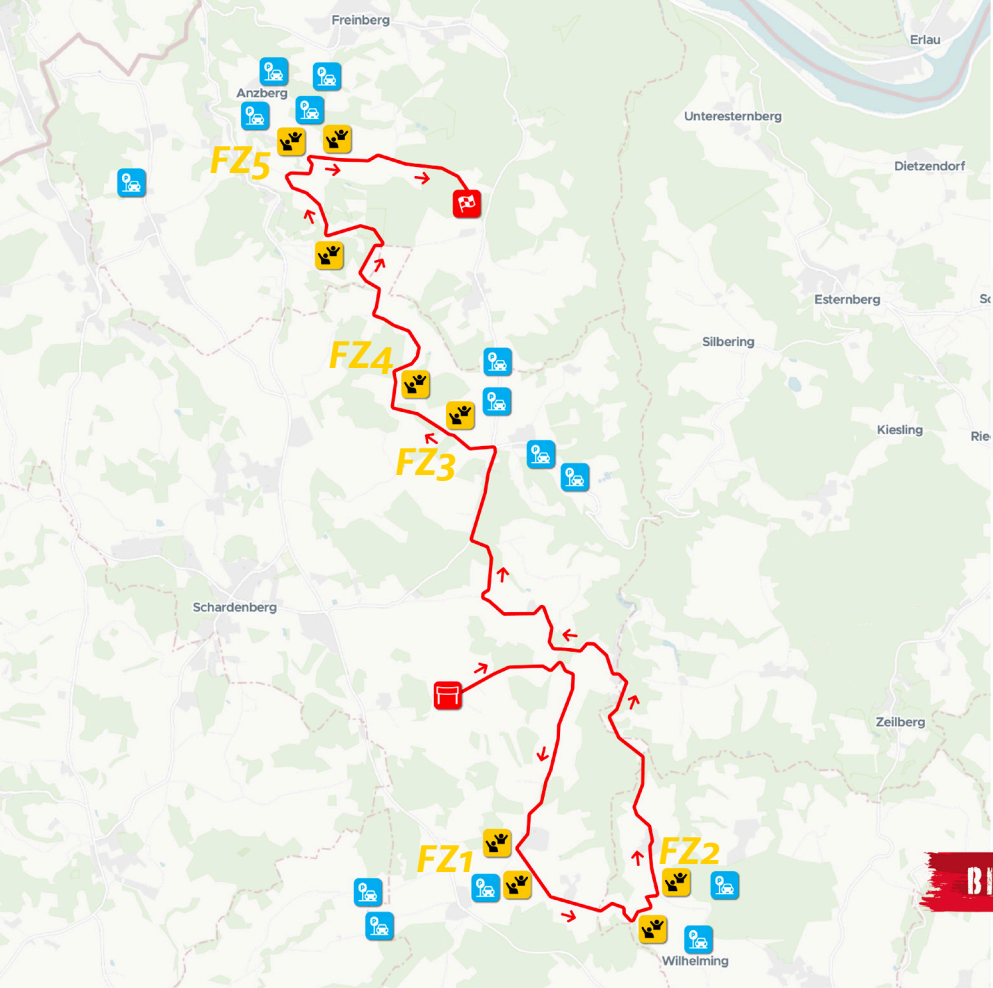 Freinberg
Erlau
Anzberg
Unteresternberg
FZ5
Dietzendorf
Esternberg
Silbering
FZ4
Kiesling
FZ3
Schardenberg
Zeilberg
FZ1
FZ2
Wilhelming